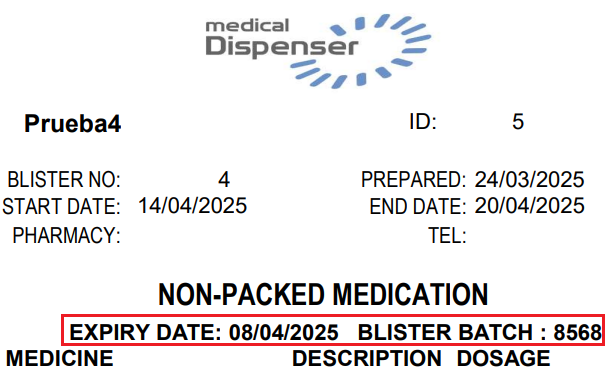 medical
Dispenser
Prueba4 ID: 5
BLISTER NO: 4 PREPARED: 24/03/2025
START DATE: 14/04/2025 END DATE: 20/04/2025
PHARMACY: TEL:
NON-PACKED MEDICATION
EXPIRY DATE: 08/04/2025 BLISTER BATCH : 8568
MEDICINE DESCRIPTION DOSAGE